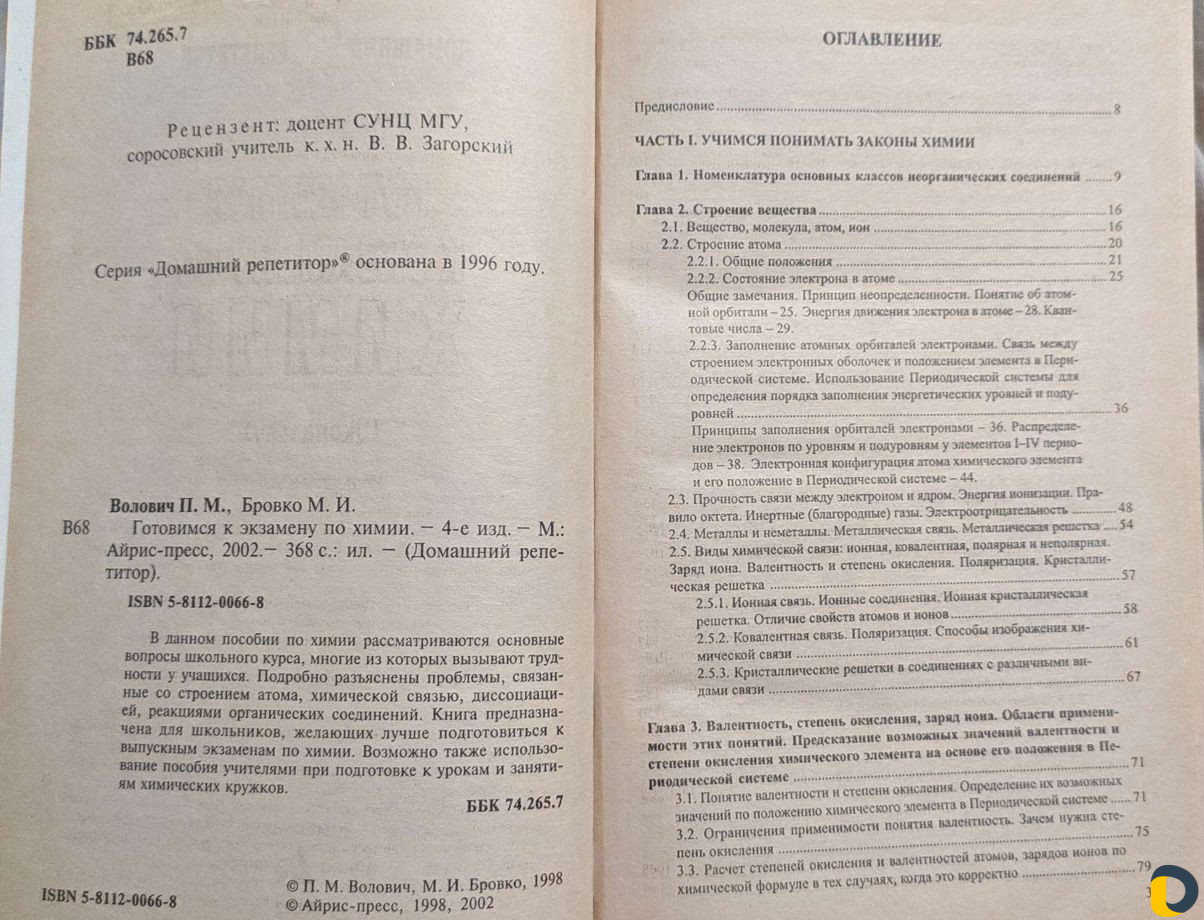 ББК 74.265.7
В68
Рецензент: доцент СУНЦ МГУ,
соросовский учитель к. х. н. В. В. Загорский
Серия «Домашний репетитор»® основана в 1996 году.
Волович П. М., Бровко М. И.
В68 Готовимся к экзамену по химии. — 4-е изд. — М.:
Айрис-пресс, 2002.— 368 с.: ил. — (Домашний репе-
титор).
ISBN 5-8112-0066-8
В данном пособии по химии рассматриваются основные
вопросы школьного курса, многие из которых вызывают труд-
ности у учащихся. Подробно разъяснены проблемы, связан-
ные со строением атома, химической связью, диссоциаци-
ей, реакциями органических соединений. Книга предназна-
чена для школьников, желающих лучше подготовиться к
выпускным экзаменам по химии. Возможно также использо-
вание пособия учителями при подготовке к урокам и заняти-
ям химических кружков.
ББК 74.265.7
ISBN 5-8112-0066-8
© П. М. Волович, М. И. Бровко, 1998
© Айрис-пресс, 1998, 2002
ОГЛАВЛЕНИЕ
Предисловие ... 8
ЧАСТЬ I. УЧИМСЯ ПОНИМАТЬ ЗАКОНЫ ХИМИИ
Глава 1. Номенклатура основных классов неорганических соединений ... 9
Глава 2. Строение вещества ... 16
2.1. Вещество, молекула, атом, ион ... 16
2.2. Строение атома ... 20
2.2.1. Общие положения ... 21
2.2.2. Состояние электрона в атоме ... 25
Общие замечания. Принцип неопределенности. Понятие об атом-
ной орбитали – 25. Энергия движения электрона в атоме – 28. Кван-
товые числа – 29.
2.2.3. Заполнение атомных орбиталей электронами. Связь между
строением электронных оболочек и положением элемента в Пери-
одической системе. Использование Периодической системы для
определения порядка заполнения энергетических уровней и поду-
ровней ... 36
Принципы заполнения орбиталей электронами – 36. Распределе-
ние электронов по уровням и подуровням у элементов I–IV перио-
дов – 38. Электронная конфигурация атома химического элемента
и его положение в Периодической системе – 44.
2.3. Прочность связи между электроном и ядром. Энергия ионизации. Пра-
вило октета. Инертные (благородные) газы. Электроотрицательность ... 48
2.4. Металлы и неметаллы. Металлическая связь. Металлическая решетка ... 54
2.5. Виды химической связи: ионная, ковалентная, полярная и неполярная.
Заряд иона. Валентность и степень окисления. Поляризация. Кристалли-
ческая решетка ... 57
2.5.1. Ионная связь. Ионные соединения. Ионная кристаллическая
решетка. Отличие свойств атомов и ионов ... 58
2.5.2. Ковалентная связь. Поляризация. Способы изображения хи-
мической связи ... 61
2.5.3. Кристаллические решетки в соединениях с различными ви-
дами связи ... 67
Глава 3. Валентность, степень окисления, заряд иона. Области примени-
мости этих понятий. Предсказание возможных значений валентности и
степени окисления химического элемента на основе его положения в Пе-
риодической системе ... 71
3.1. Понятие валентности и степени окисления. Определение их возможных
значений по положению химического элемента в Периодической системе ... 71
3.2. Ограничения применимости понятия валентность. Зачем нужна сте-
пень окисления ... 75
3.3. Расчет степеней окисления и валентностей атомов, зарядов ионов по
химической формуле в тех случаях, когда это корректно ... 79